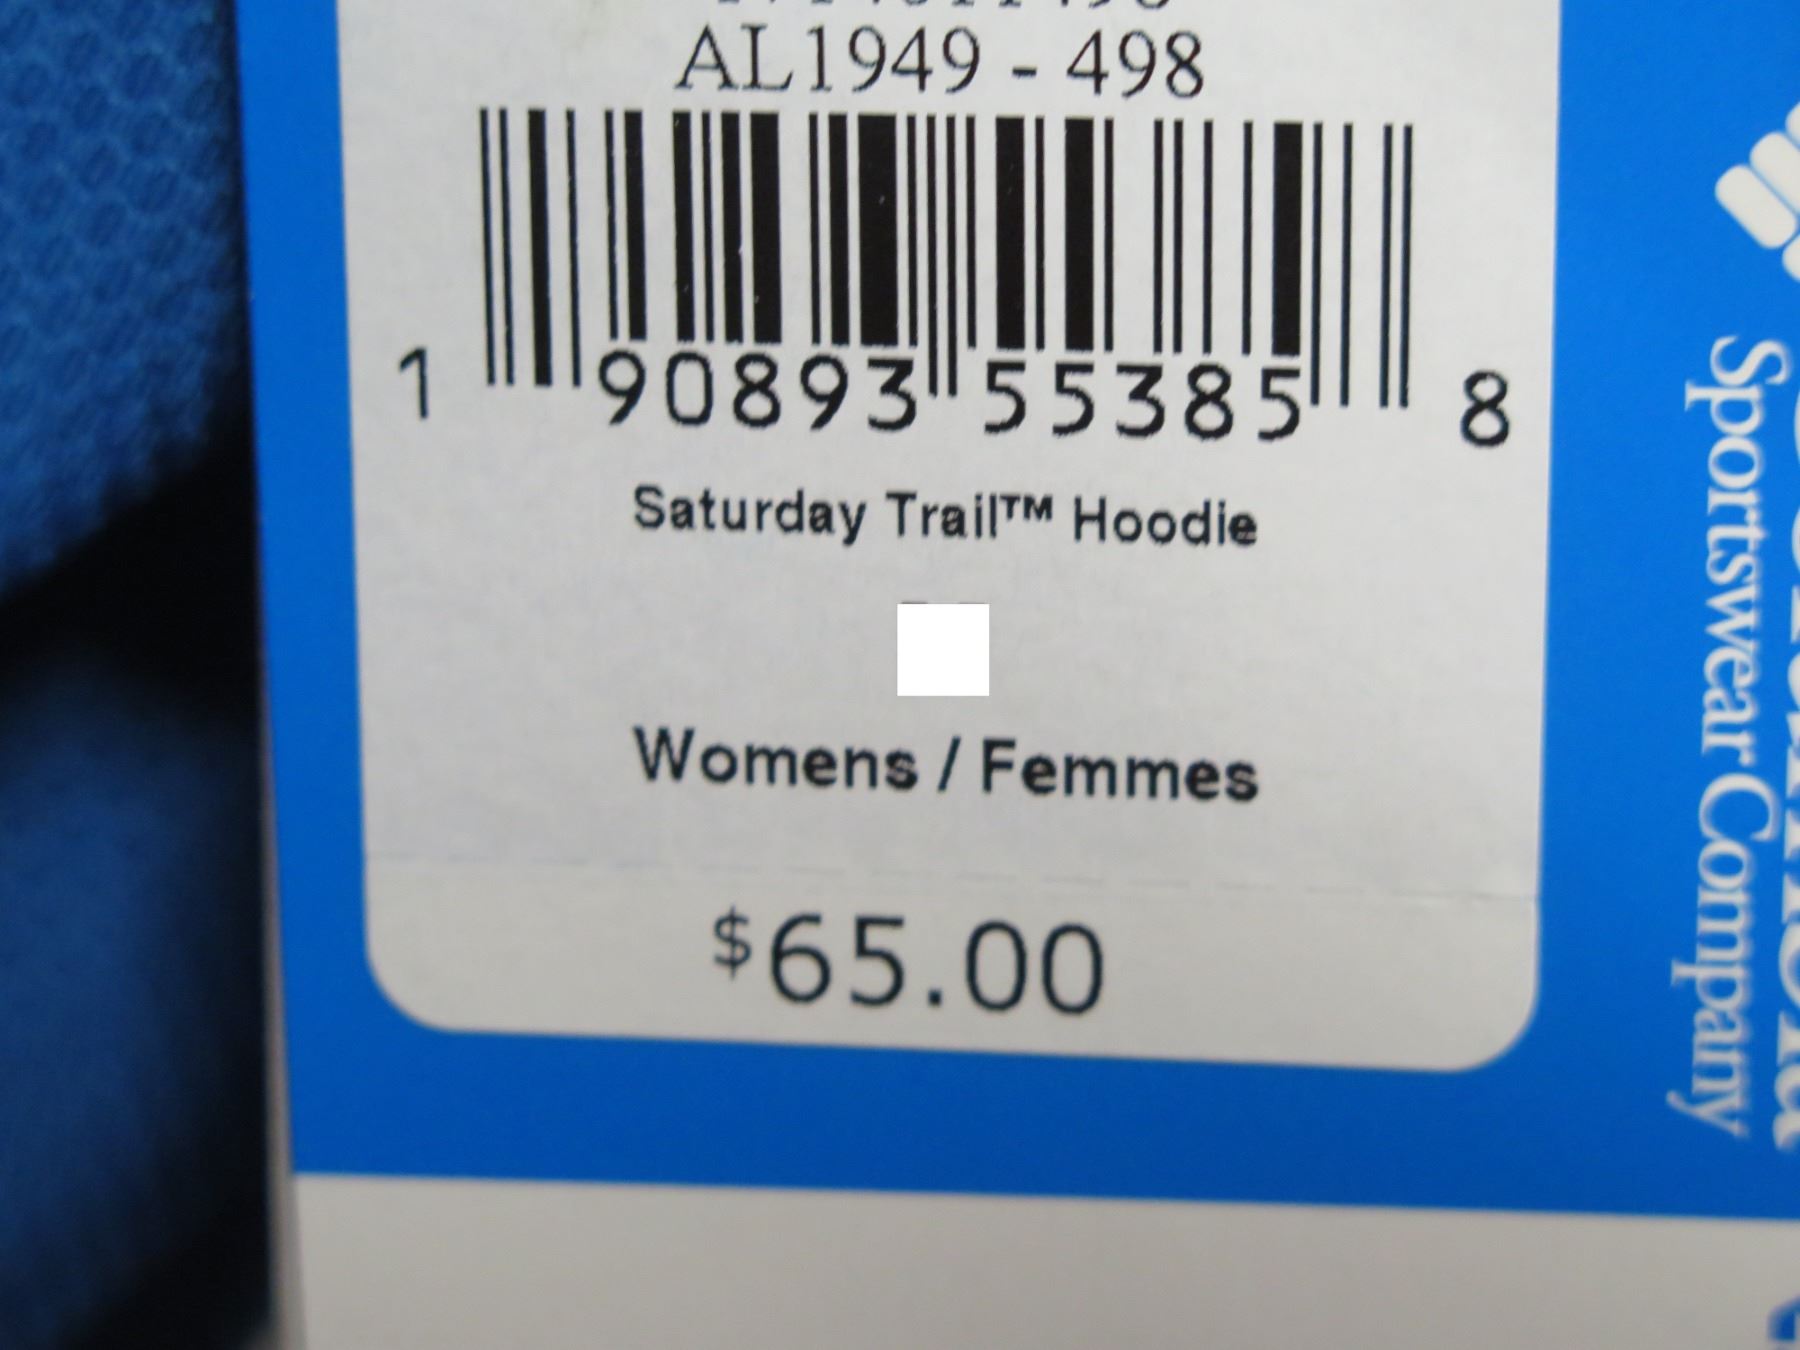 AL1949 - 498
1 90893 55385 8
Saturday Trail™ Hoodie
Womens / Femmes
$65.00
Sportswear Company